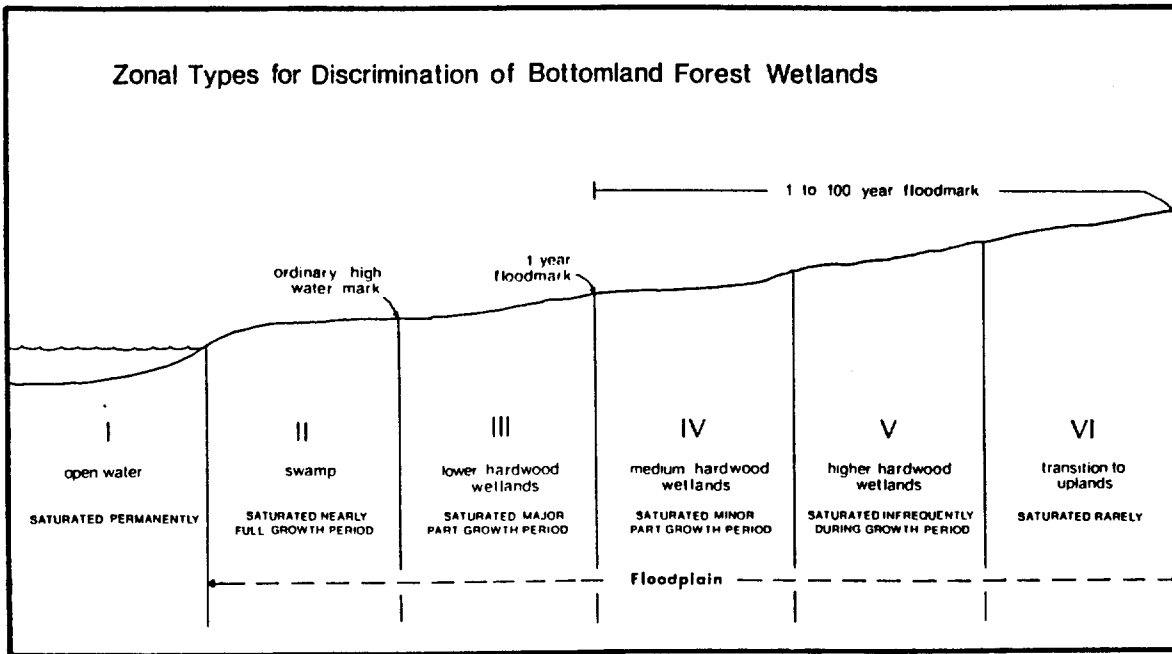 Zonal Types for Discrimination of Bottomland Forest Wetlands
1 to 100 year floodmark
1 year
floodmark
ordinary high
water mark
I
open water
SATURATED PERMANENTLY
II
swamp
SATURATED NEARLY
FULL GROWTH PERIOD
III
lower hardwood
wetlands
SATURATED MAJOR
PART GROWTH PERIOD
IV
medium hardwood
wetlands
SATURATED MINOR
PART GROWTH PERIOD
V
higher hardwood
wetlands
SATURATED INFREQUENTLY
DURING GROWTH PERIOD
VI
transition to
uplands
SATURATED RARELY
Floodplain